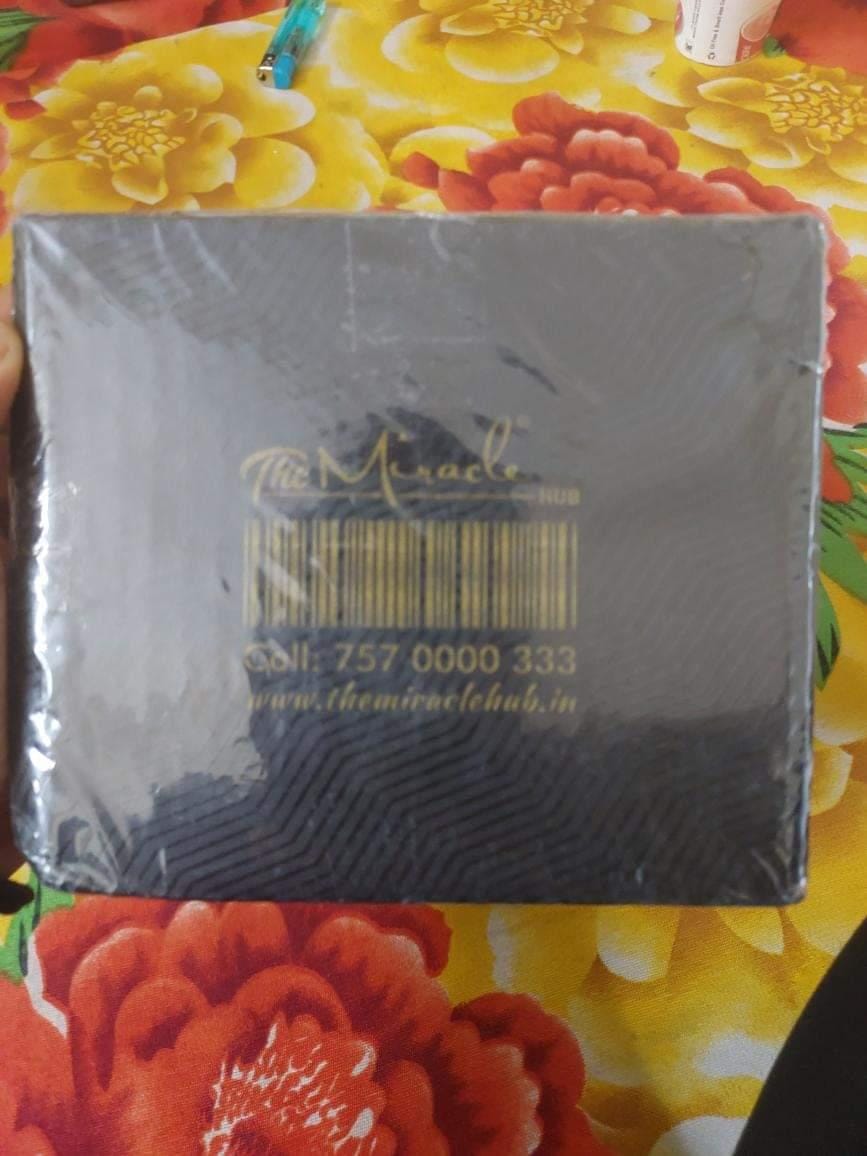 The Miracle
HUB
Call: 757 0000 333
www.themiraclehub.in